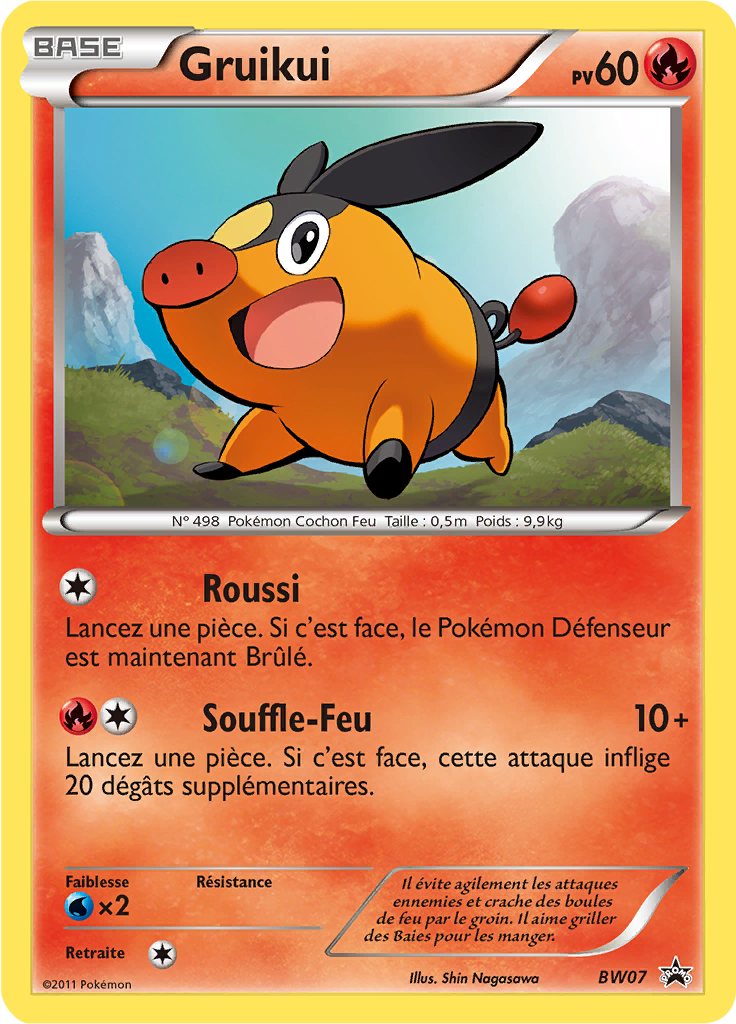 BASE
Gruikui
PV60
N° 498 Pokémon Cochon Feu Taille : 0,5m Poids : 9,9kg
Roussi
Lancez une pièce. Si c'est face, le Pokémon Défenseur
est maintenant Brûlé.
Souffle-Feu 10+
Lancez une pièce. Si c'est face, cette attaque inflige
20 dégâts supplémentaires.
Faiblesse Résistance
×2
Retraite
Il évite agilement les attaques
ennemies et crache des boules
de feu par le groin. Il aime griller
des Baies pour les manger.
©2011 Pokémon Illus. Shin Nagasawa BW07 PROMO